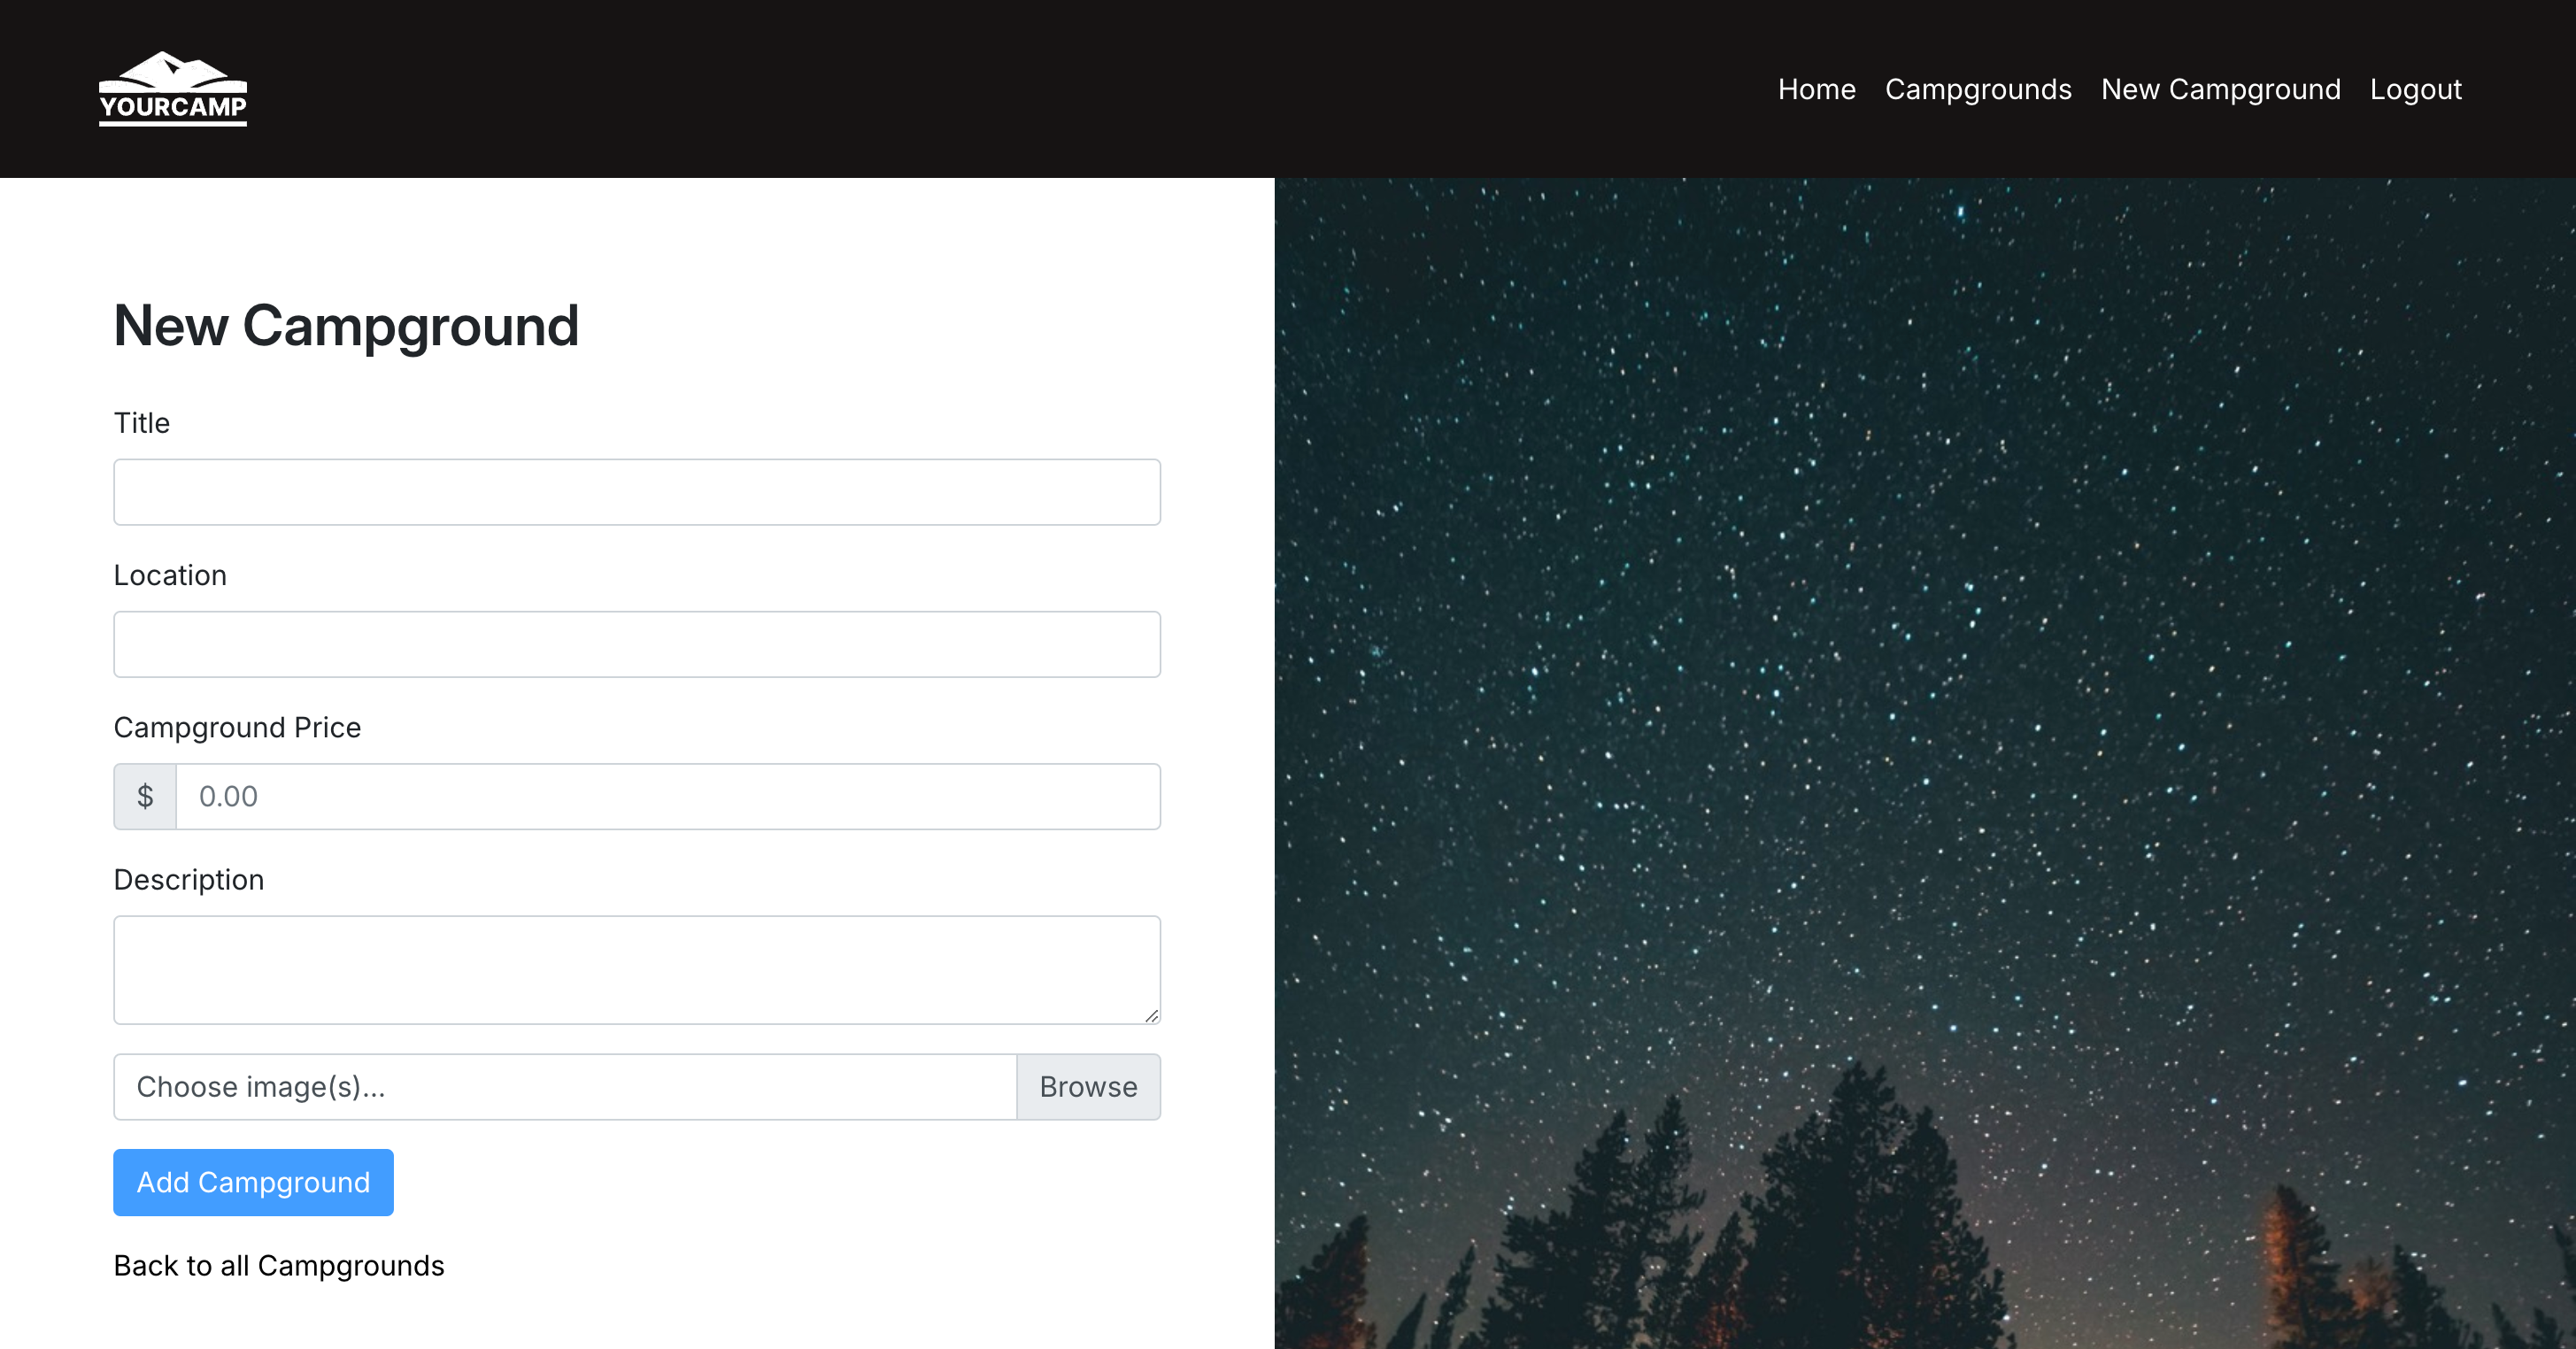 YOURCAMP
Home Campgrounds New Campground Logout
New Campground
Title
Location
Campground Price
$ 0.00
Description
Choose image(s)... Browse
Add Campground
Back to all Campgrounds